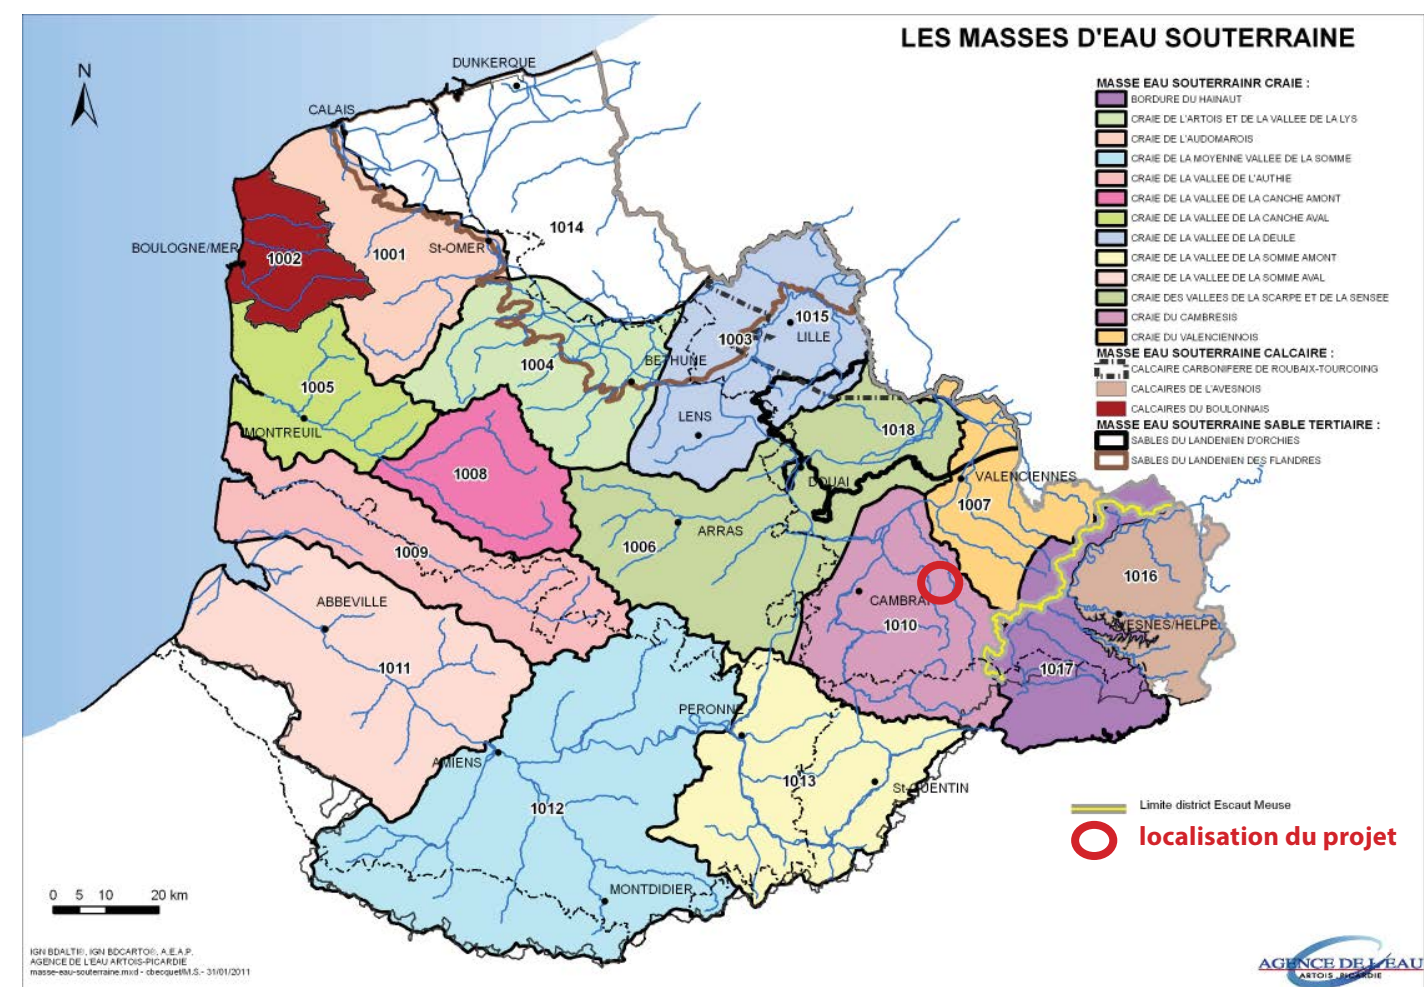 LES MASSES D'EAU SOUTERRAINE
N
MASSE EAU SOUTERRAINR CRAIE :
BORDURE DU HAINAUT
CRAIE DE L'ARTOIS ET DE LA VALLEE DE LA LYS
CRAIE DE L'AUDOMAROIS
CRAIE DE LA MOYENNE VALLEE DE LA SOMME
CRAIE DE LA VALLEE DE L'AUTHIE
CRAIE DE LA VALLEE DE LA CANCHE AMONT
CRAIE DE LA VALLEE DE LA CANCHE AVAL
CRAIE DE LA VALLEE DE LA DEULE
CRAIE DE LA VALLEE DE LA SOMME AMONT
CRAIE DE LA VALLEE DE LA SOMME AVAL
CRAIE DES VALLEES DE LA SCARPE ET DE LA SENSEE
CRAIE DU CAMBRESIS
CRAIE DU VALENCIENNOIS
MASSE EAU SOUTERRAINE CALCAIRE :
CALCAIRE CARBONIFERE DE ROUBAIX-TOURCOING
CALCAIRES DE L'AVESNOIS
CALCAIRES DU BOULONNAIS
MASSE EAU SOUTERRAINE SABLE TERTIAIRE :
SABLES DU LANDENIEN D'ORCHIES
SABLES DU LANDENIEN DES FLANDRES
DUNKERQUE
CALAIS
1014
BOULOGNE/MER
1002
1001
St-OMER
1015
1003
LILLE
1004
BETHUNE
1005
LENS
MONTREUIL
1018
1008
DOUAI
VALENCIENNES
1007
ARRAS
1006
1009
1016
ABBEVILLE
CAMBRAI
1010
AVESNES/HELPE
1011
1017
PERONNE
AMIENS
1013
St-QUENTIN
1012
MONTDIDIER
Limite district Escaut Meuse
localisation du projet
0 5 10 20 km
IGN BDALTI®, IGN BDCARTO®, A.E.A.P,
AGENCE DE L'EAU ARTOIS-PICARDIE
masse-eau-souterraine.mxd - cbecquet/M.S.- 31/01/2011
AGENCE DE L'EAU
ARTOIS PICARDIE